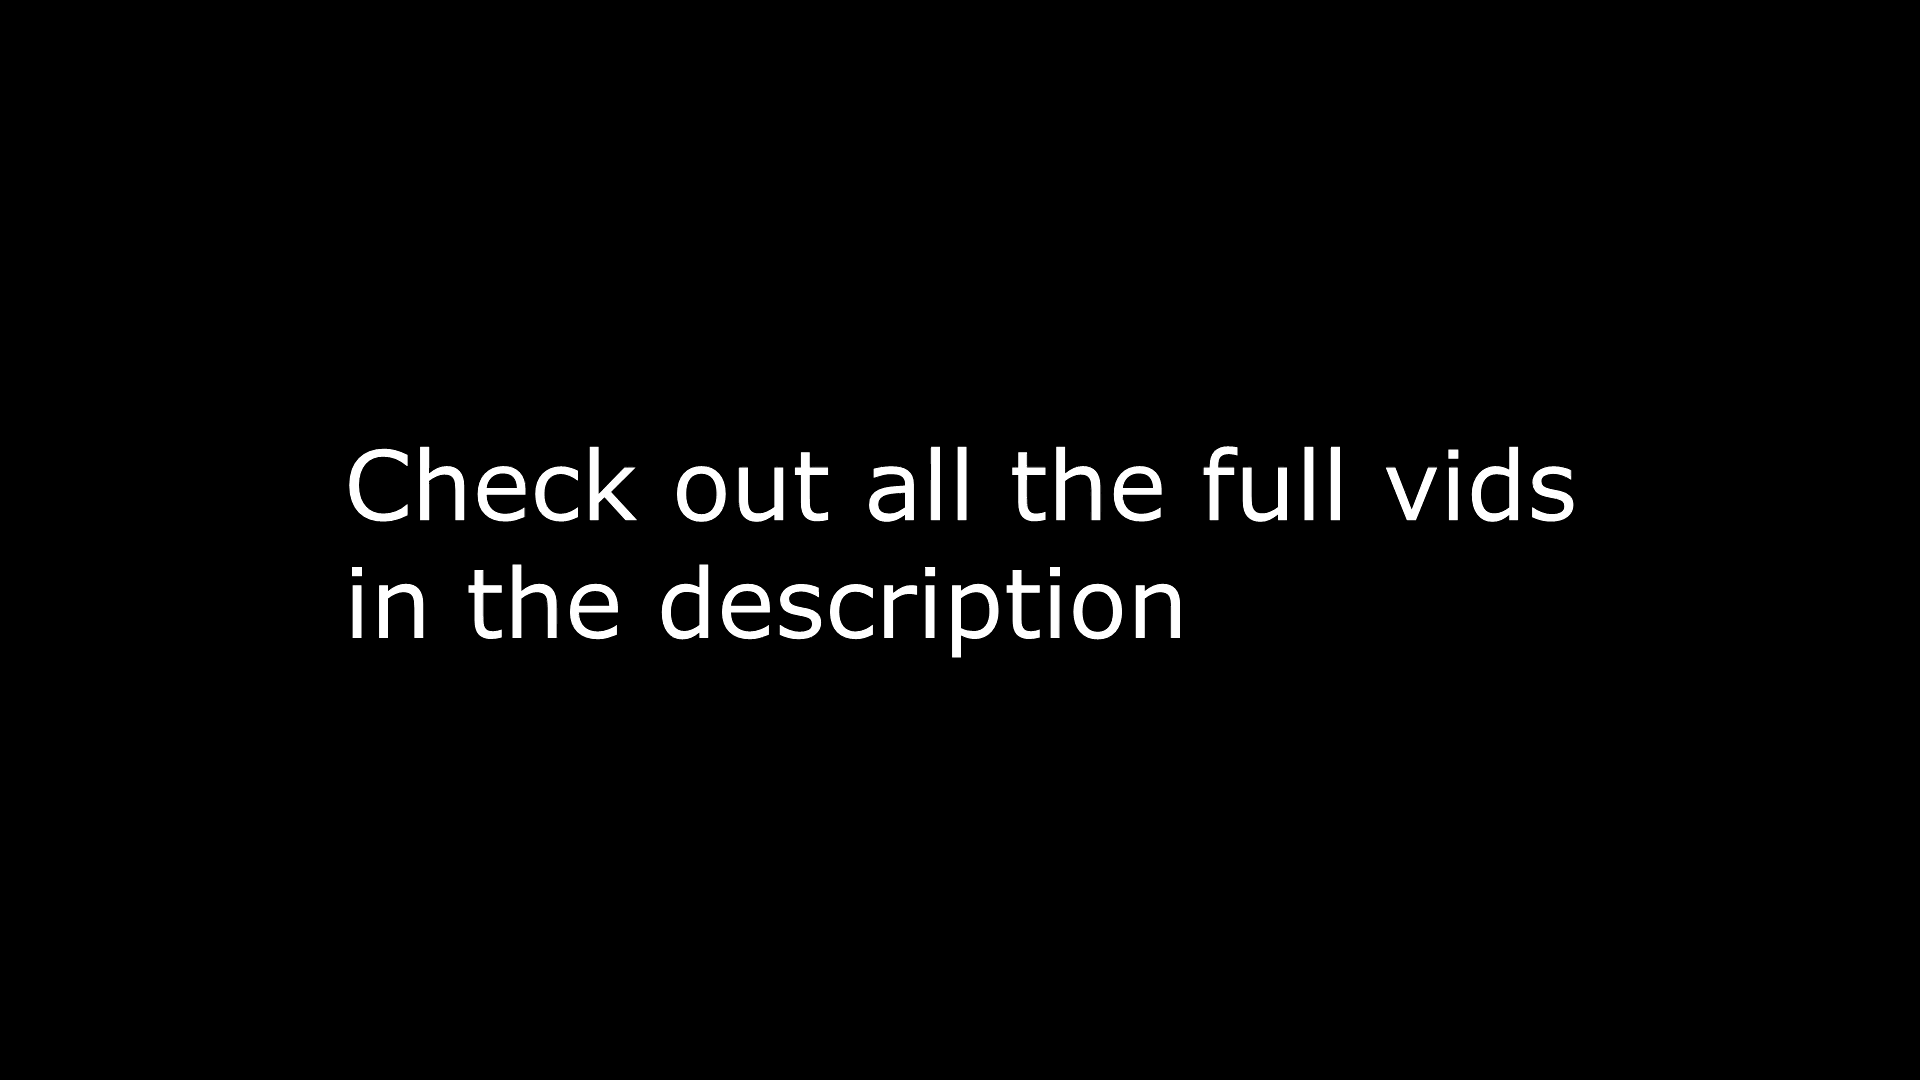 Check out all the full vids
in the description